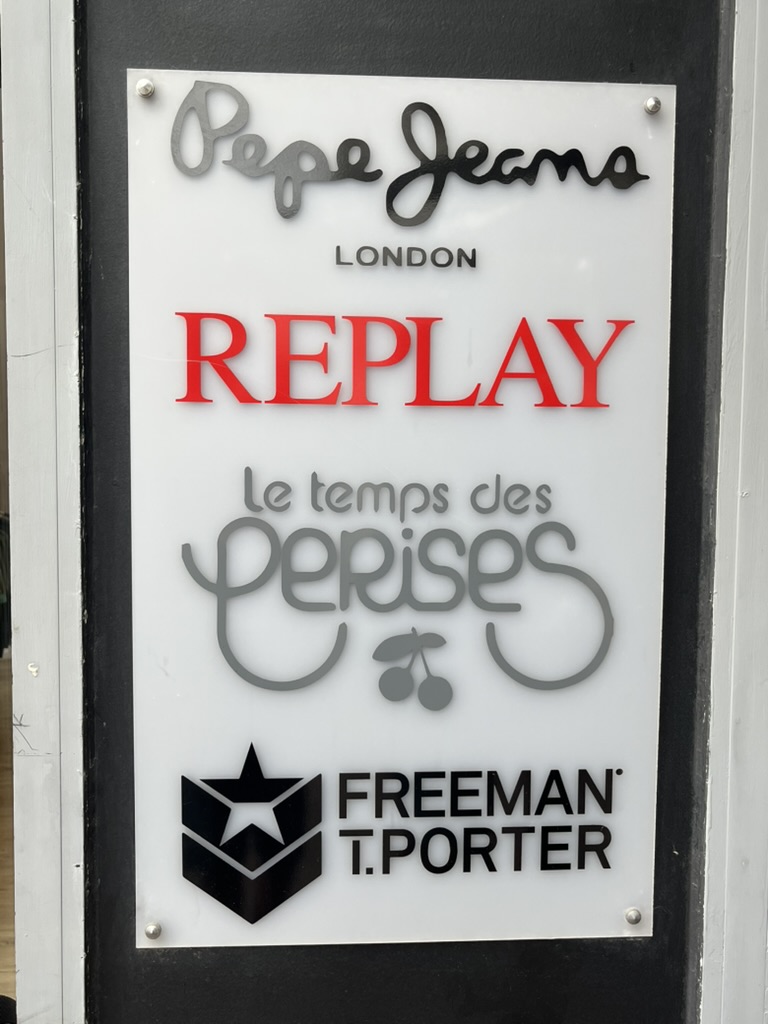 Pepe Jeans
LONDON
REPLAY
le temps des
CeRises
FREEMAN
T.PORTER